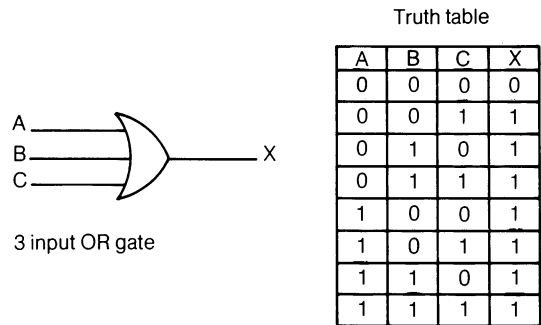 Truth table
A B C X
0 0 0 0
0 0 1 1
0 1 0 1
0 1 1 1
1 0 0 1
1 0 1 1
1 1 0 1
1 1 1 1
A
B
C
X
3 input OR gate